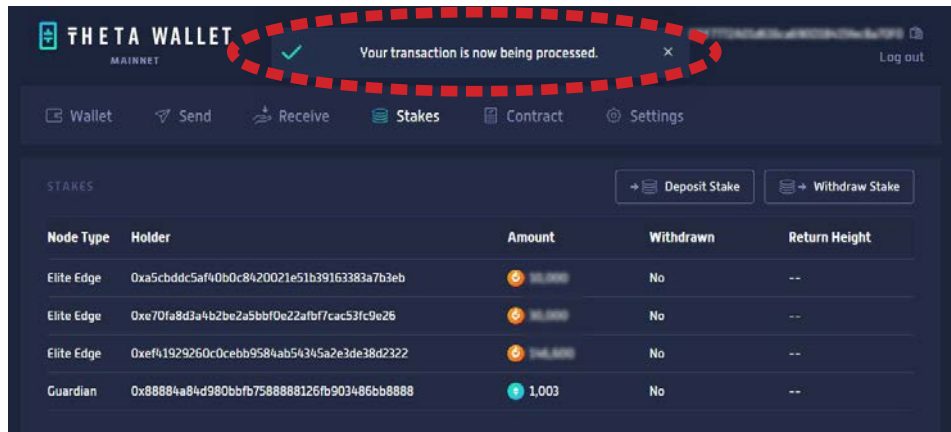 THETA WALLET
MAINNET
Your transaction is now being processed.
Log out
Wallet Send Receive Stakes Contract Settings
STAKES
Deposit Stake Withdraw Stake
Node Type Holder Amount Withdrawn Return Height
Elite Edge 0xa5cbddc5af40b0c8420021e51b39163383a7b3eb No --
Elite Edge 0xe70fa8d3a4b2be2a5bbf0e22afbf7cac53fc9e26 No --
Elite Edge 0xef41929260c0cebb9584ab54345a2e3de38d2322 No --
Guardian 0x88884a84d980bbfb7588888126fb903486bb8888 1,003 No --